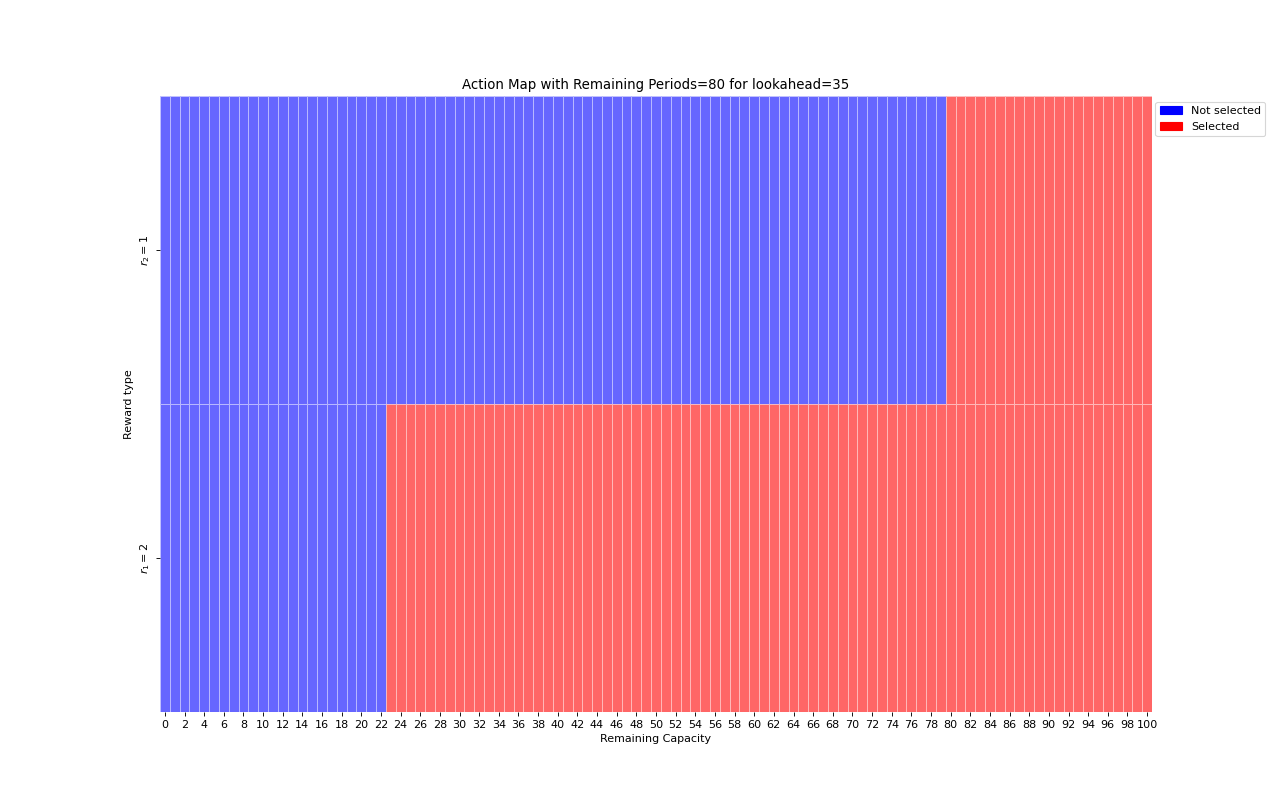 Action Map with Remaining Periods=80 for lookahead=35
Not selected
Selected
r₂ = 1
Reward type
r₁ = 2
0 2 4 6 8 10 12 14 16 18 20 22 24 26 28 30 32 34 36 38 40 42 44 46 48 50 52 54 56 58 60 62 64 66 68 70 72 74 76 78 80 82 84 86 88 90 92 94 96 98 100
Remaining Capacity